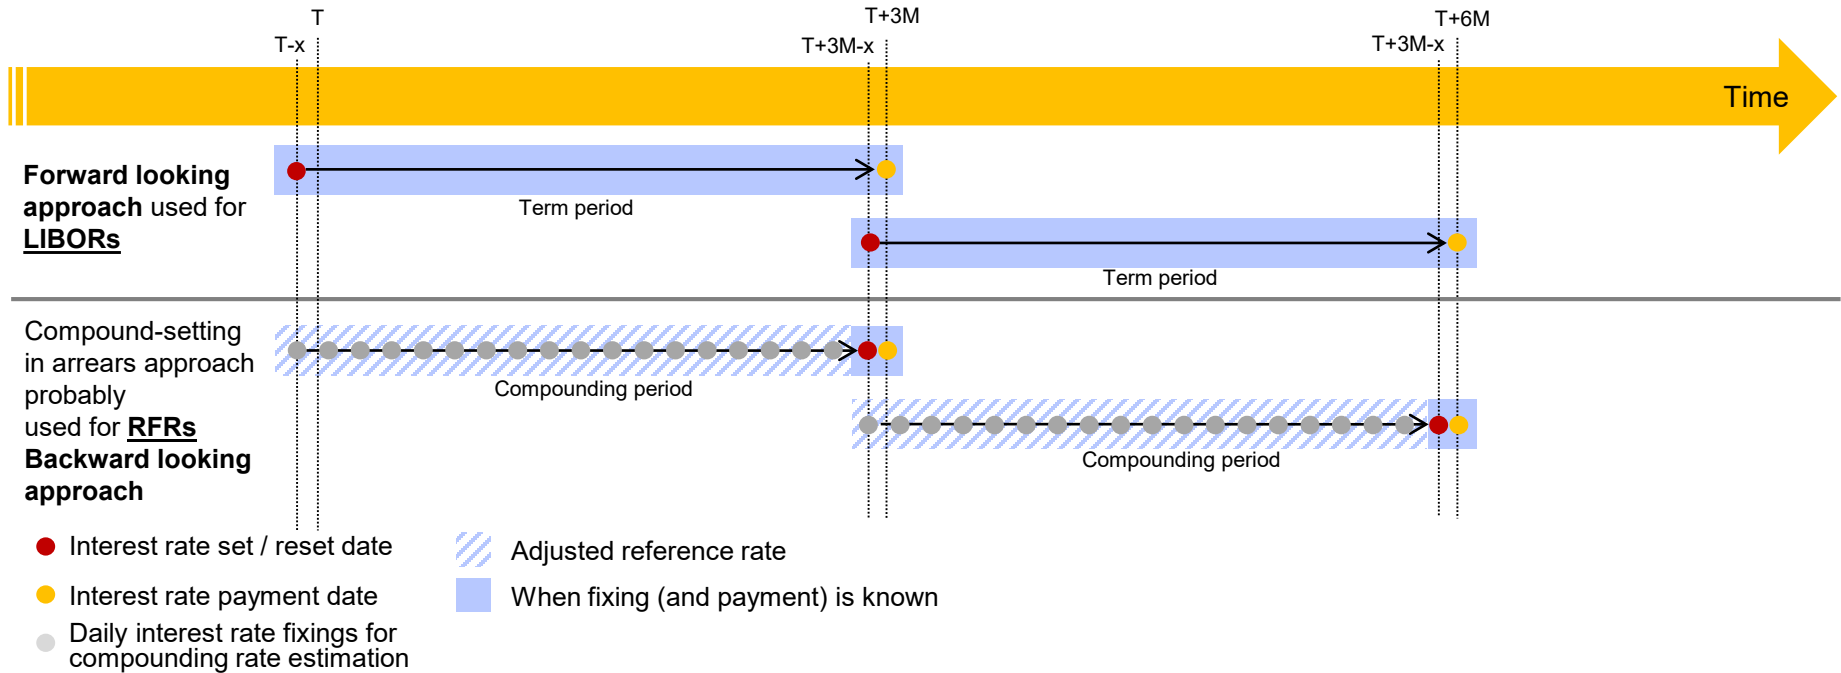 T
T+3M
T+6M
T-x
T+3M-x
T+3M-x
Time
Forward looking
approach used for
LIBORs
Term period
Term period
Compound-setting
in arrears approach
probably
used for RFRs
Backward looking
approach
Compounding period
Compounding period
Interest rate set / reset date
Interest rate payment date
Daily interest rate fixings for
compounding rate estimation
Adjusted reference rate
When fixing (and payment) is known